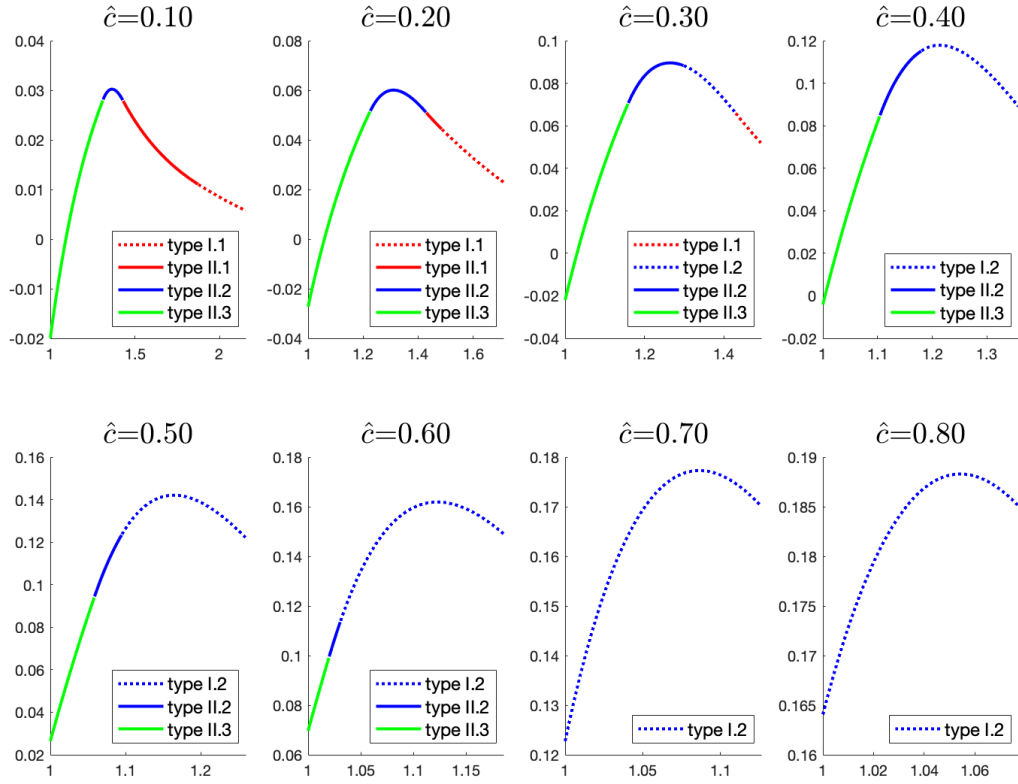 ĉ=0.10
0.04
0.03
0.02
0.01
0
-0.01
-0.02
1
1.5
2
type I.1
type II.1
type II.2
type II.3
ĉ=0.20
0.08
0.06
0.04
0.02
0
-0.02
-0.04
1
1.2
1.4
1.6
type I.1
type II.1
type II.2
type II.3
ĉ=0.30
0.1
0.08
0.06
0.04
0.02
0
-0.02
-0.04
1
1.2
1.4
type I.1
type I.2
type II.2
type II.3
ĉ=0.40
0.12
0.1
0.08
0.06
0.04
0.02
0
-0.02
1
1.1
1.2
1.3
type I.2
type II.2
type II.3
ĉ=0.50
0.16
0.14
0.12
0.1
0.08
0.06
0.04
0.02
1
1.1
1.2
type I.2
type II.2
type II.3
ĉ=0.60
0.18
0.16
0.14
0.12
0.1
0.08
0.06
1
1.05
1.1
1.15
type I.2
type II.2
type II.3
ĉ=0.70
0.18
0.17
0.16
0.15
0.14
0.13
0.12
1
1.05
1.1
type I.2
ĉ=0.80
0.19
0.185
0.18
0.175
0.17
0.165
0.16
1
1.02
1.04
1.06
type I.2